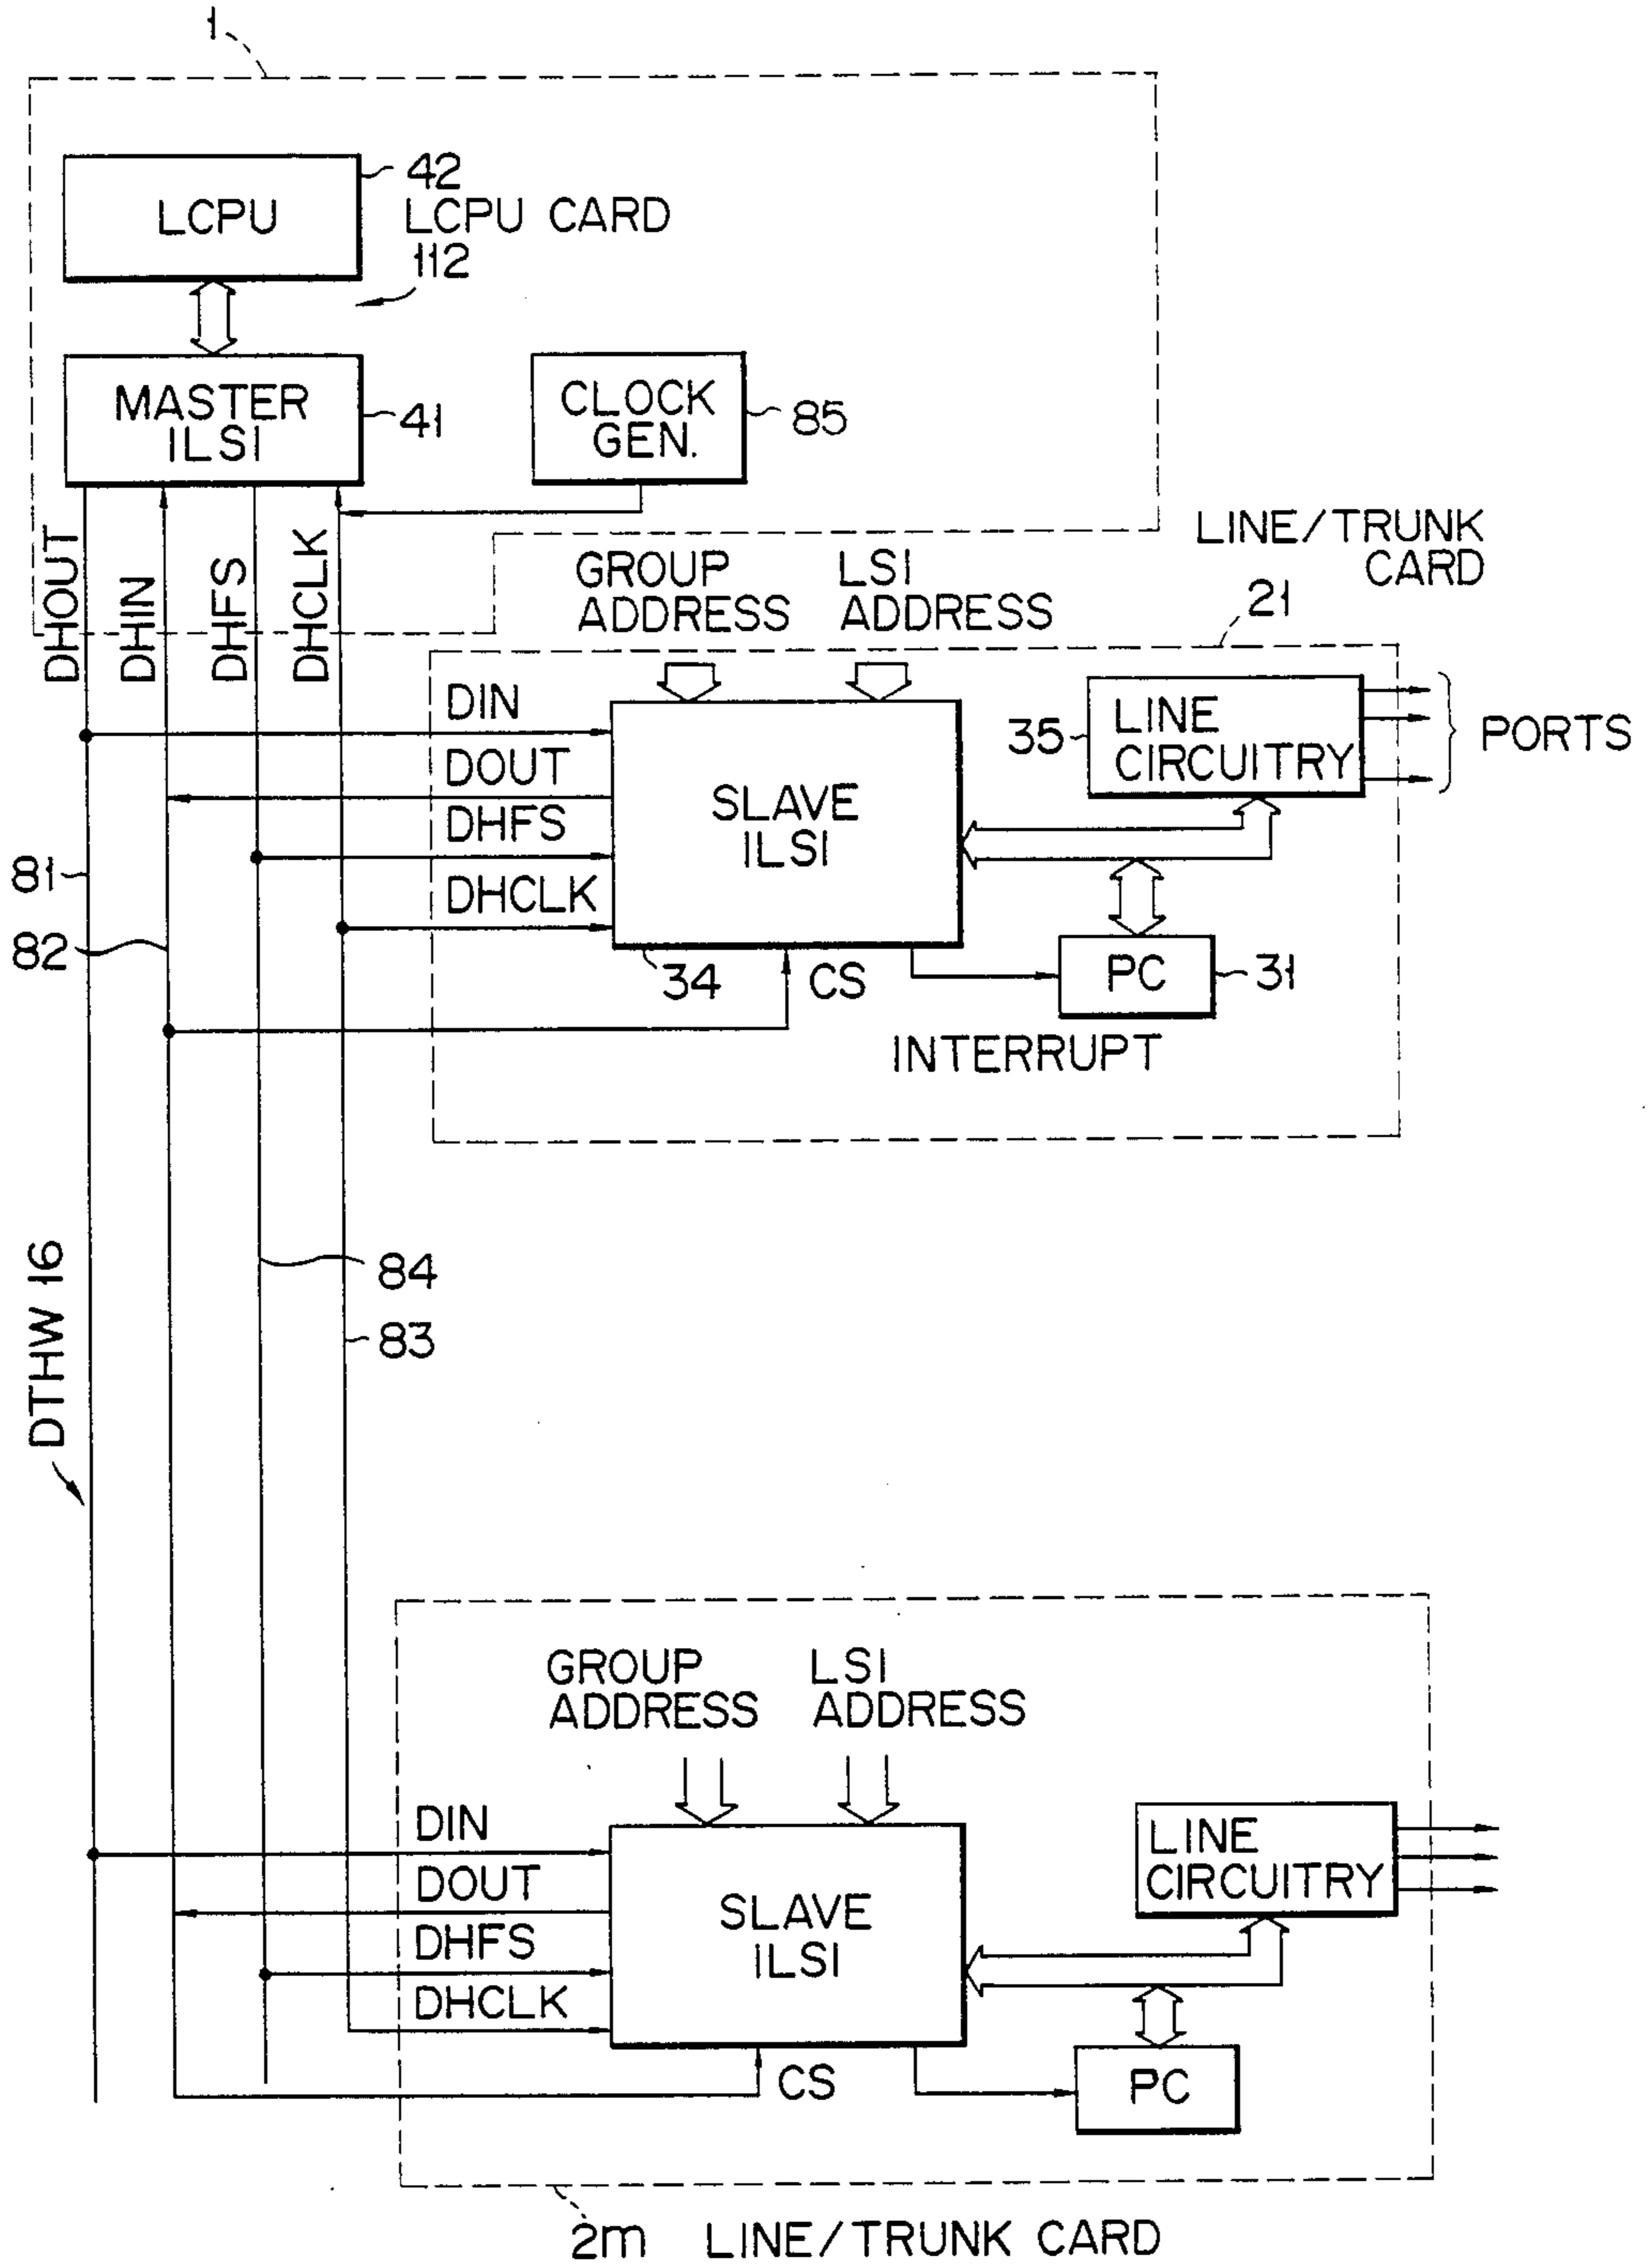 1
42
LCPU
LCPU CARD
112
MASTER
ILSI
41
CLOCK
GEN.
85
DHOUT
DHIN
DHFS
DHCLK
LINE/TRUNK
CARD
GROUP
ADDRESS
LSI
ADDRESS
21
DIN
DOUT
DHFS
DHCLK
SLAVE
ILSI
34
CS
35
LINE
CIRCUITRY
PORTS
PC
31
INTERRUPT
81
82
84
83
DTHW 16
GROUP
ADDRESS
LSI
ADDRESS
DIN
DOUT
DHFS
DHCLK
SLAVE
ILSI
CS
LINE
CIRCUITRY
PC
2m LINE/TRUNK CARD